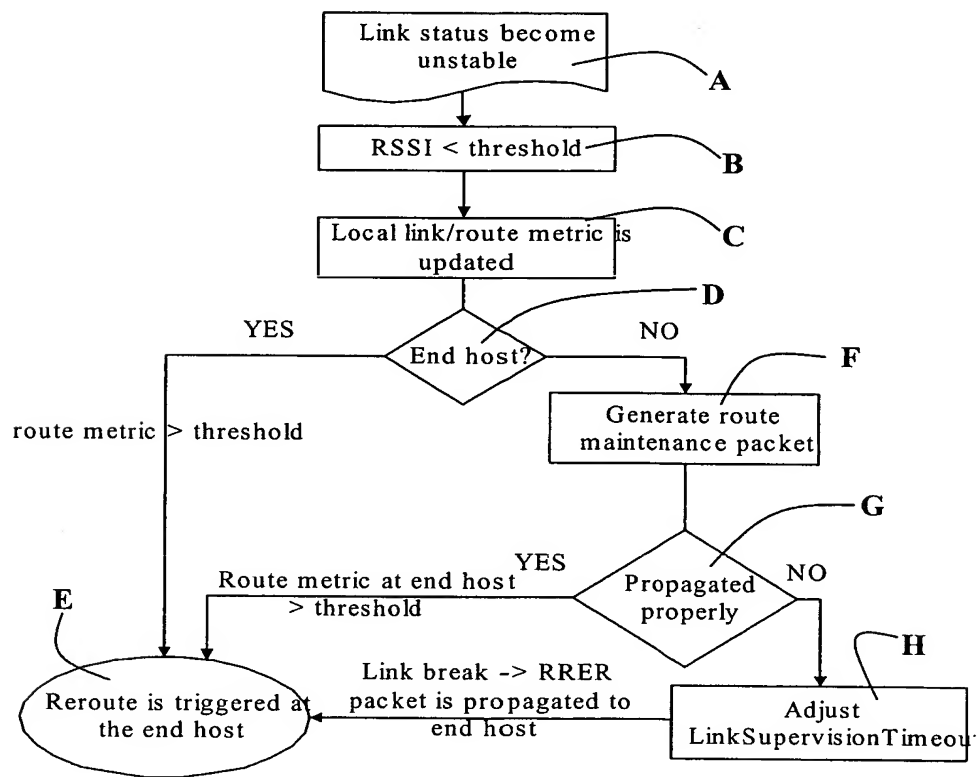 Link status become
unstable
A
RSSI < threshold
B
Local link/route metric is
updated
C
D
YES
End host?
NO
F
Generate route
maintenance packet
route metric > threshold
G
YES
Propagated
properly
NO
Route metric at end host
> threshold
E
H
Link break -> RRER
packet is propagated to
end host
Reroute is triggered at
the end host
Adjust
LinkSupervisionTimeou